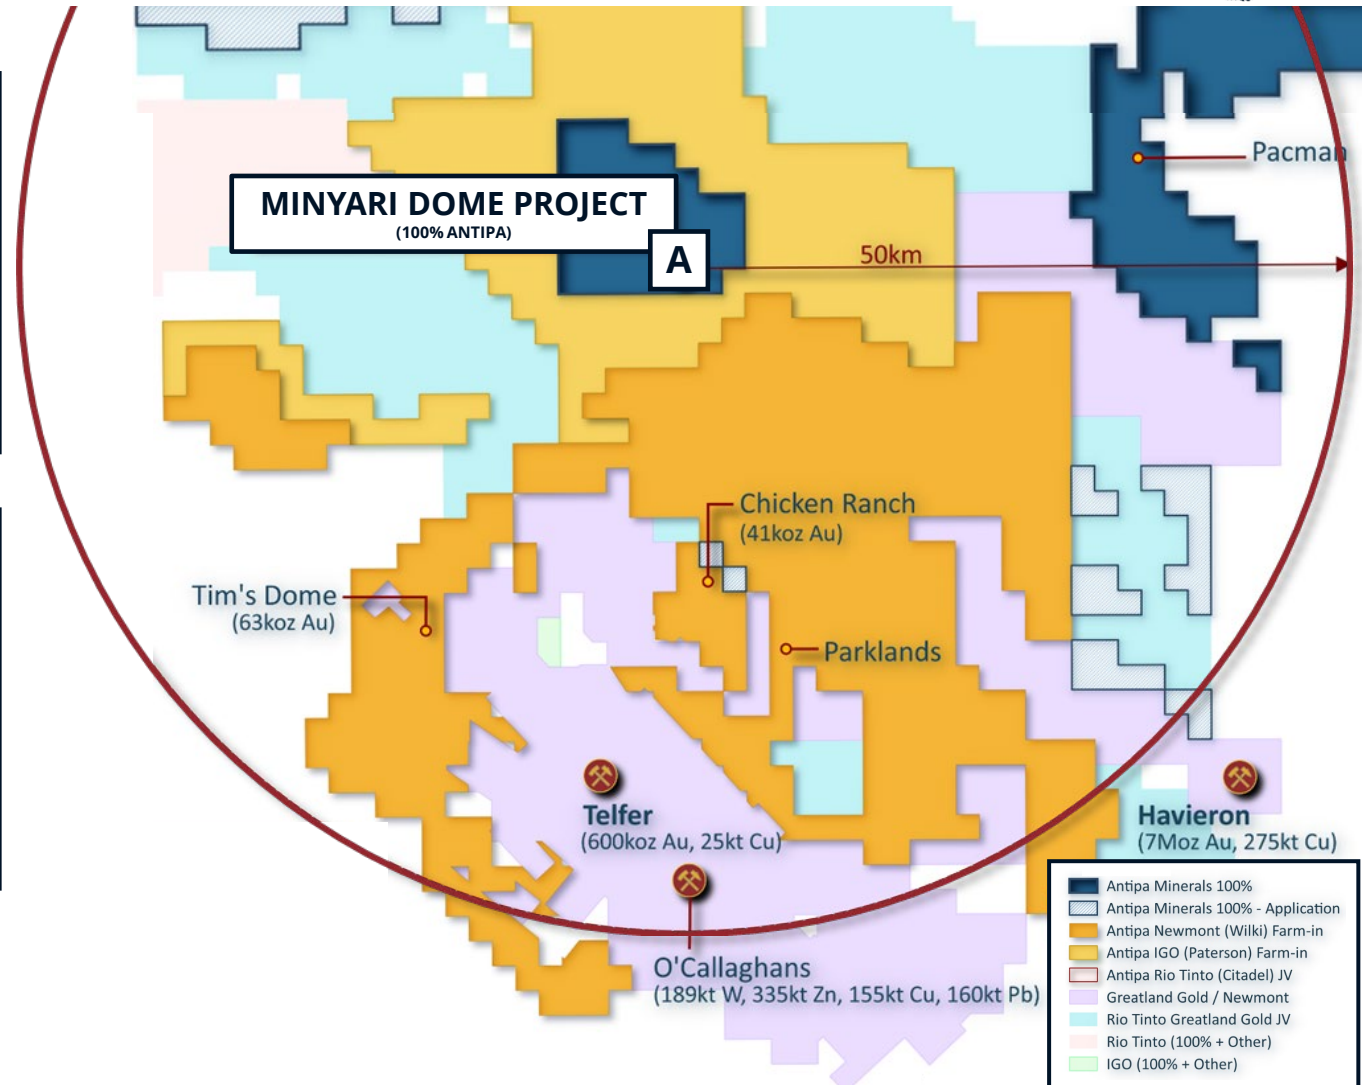 Pacman
MINYARI DOME PROJECT
(100% ANTIPA)
A
50km
Chicken Ranch
(41koz Au)
Tim's Dome
(63koz Au)
Parklands
Telfer
(600koz Au, 25kt Cu)
Havieron
(7Moz Au, 275kt Cu)
O'Callaghans
(189kt W, 335kt Zn, 155kt Cu, 160kt Pb)
Antipa Minerals 100%
Antipa Minerals 100% - Application
Antipa Newmont (Wilki) Farm-in
Antipa IGO (Paterson) Farm-in
Antipa Rio Tinto (Citadel) JV
Greatland Gold / Newmont
Rio Tinto Greatland Gold JV
Rio Tinto (100% + Other)
IGO (100% + Other)